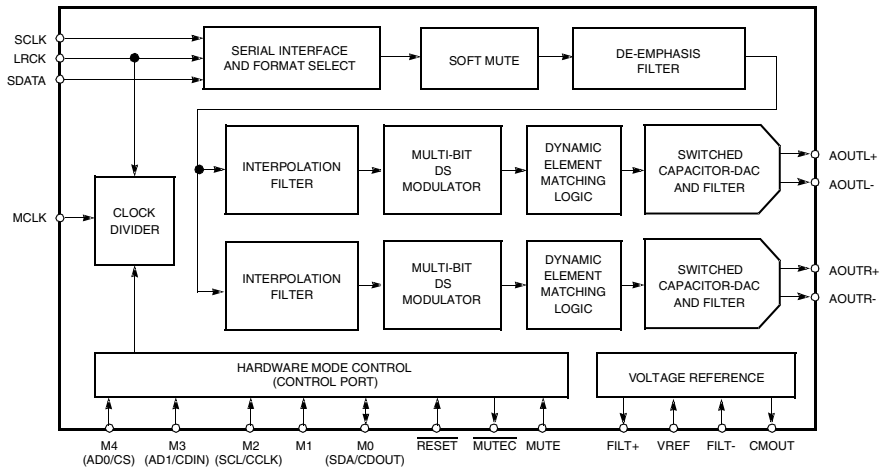 SCLK
LRCK
SDATA
SERIAL INTERFACE
AND FORMAT SELECT
SOFT MUTE
DE-EMPHASIS
FILTER
INTERPOLATION
FILTER
MULTI-BIT
DS
MODULATOR
DYNAMIC
ELEMENT
MATCHING
LOGIC
SWITCHED
CAPACITOR-DAC
AND FILTER
AOUTL+
AOUTL-
MCLK
CLOCK
DIVIDER
INTERPOLATION
FILTER
MULTI-BIT
DS
MODULATOR
DYNAMIC
ELEMENT
MATCHING
LOGIC
SWITCHED
CAPACITOR-DAC
AND FILTER
AOUTR+
AOUTR-
HARDWARE MODE CONTROL
(CONTROL PORT)
VOLTAGE REFERENCE
M4
(AD0/CS)
M3
(AD1/CDIN)
M2
(SCL/CCLK)
M1
M0
(SDA/CDOUT)
RESET
MUTEC
MUTE
FILT+
VREF
FILT-
CMOUT